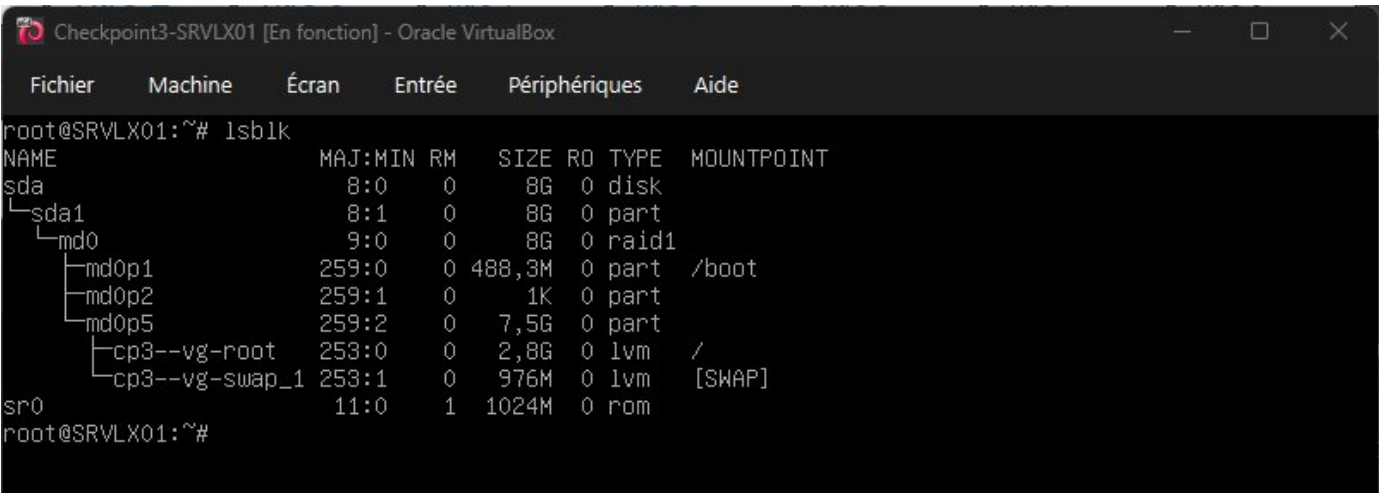 Checkpoint3-SRVLX01 [En fonction] - Oracle VirtualBox
Fichier Machine Écran Entrée Périphériques Aide
root@SRVLX01:~# lsblk
NAME MAJ:MIN RM SIZE RO TYPE MOUNTPOINT
sda 8:0 0 8G 0 disk
└─sda1 8:1 0 8G 0 part
└─md0 9:0 0 8G 0 raid1
├─md0p1 259:0 0 488,3M 0 part /boot
├─md0p2 259:1 0 1K 0 part
└─md0p5 259:2 0 7,5G 0 part
├─cp3--vg-root 253:0 0 2,8G 0 lvm /
└─cp3--vg-swap_1 253:1 0 976M 0 lvm [SWAP]
sr0 11:0 1 1024M 0 rom
root@SRVLX01:~#